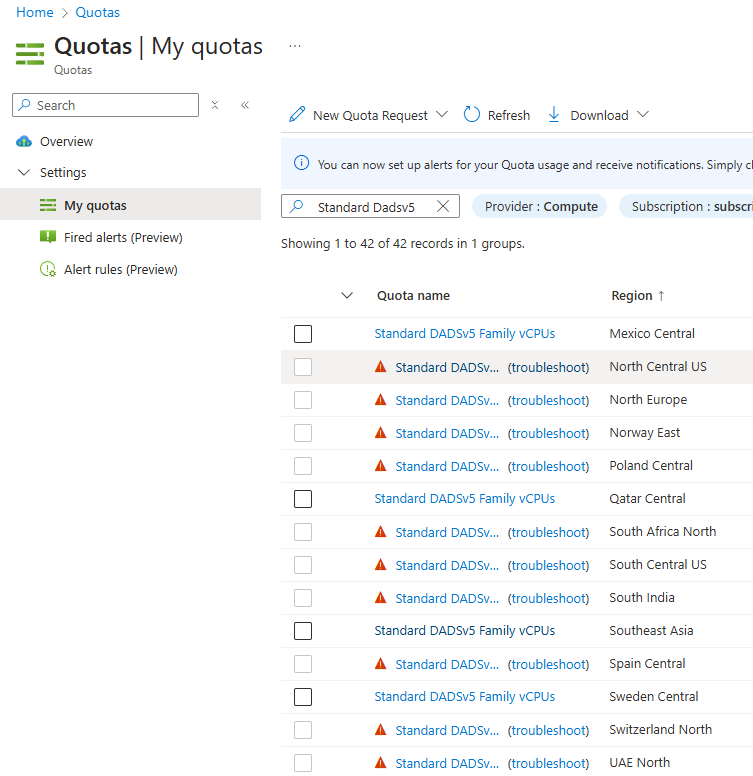 Home > Quotas
Quotas | My quotas ...
Quotas
Search
Overview
Settings
My quotas
Fired alerts (Preview)
Alert rules (Preview)
New Quota Request Refresh Download
You can now set up alerts for your Quota usage and receive notifications. Simply
Standard Dadsv5 Provider : Compute Subscription :
Showing 1 to 42 of 42 records in 1 groups.
Quota name Region ↑
Standard DADSv5 Family vCPUs Mexico Central
Standard DADSv... (troubleshoot) North Central US
Standard DADSv... (troubleshoot) North Europe
Standard DADSv... (troubleshoot) Norway East
Standard DADSv... (troubleshoot) Poland Central
Standard DADSv5 Family vCPUs Qatar Central
Standard DADSv... (troubleshoot) South Africa North
Standard DADSv... (troubleshoot) South Central US
Standard DADSv... (troubleshoot) South India
Standard DADSv5 Family vCPUs Southeast Asia
Standard DADSv... (troubleshoot) Spain Central
Standard DADSv5 Family vCPUs Sweden Central
Standard DADSv... (troubleshoot) Switzerland North
Standard DADSv... (troubleshoot) UAE North